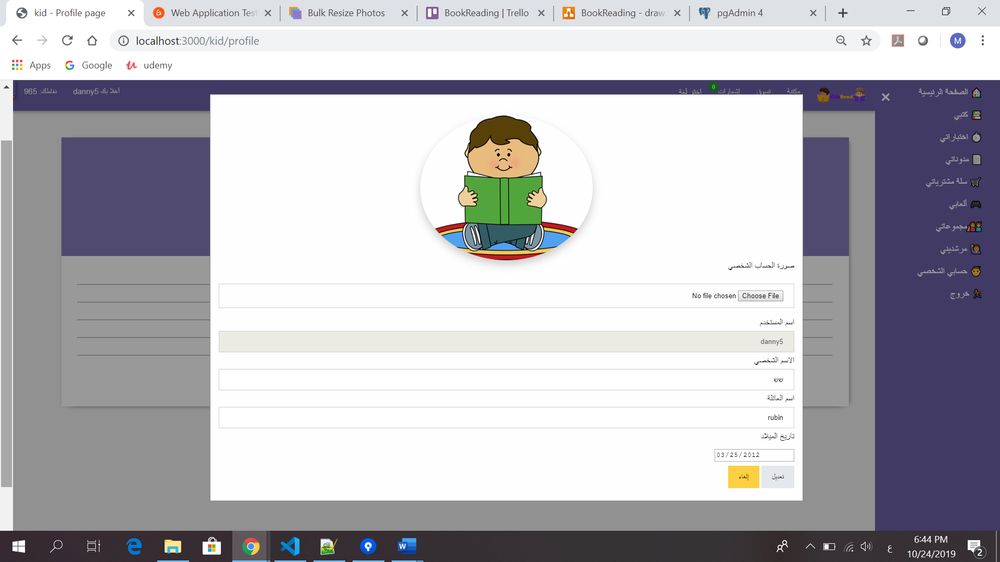 kid - Profile page
Web Application Test
Bulk Resize Photos
BookReading | Trello
BookReading - draw.
pgAdmin 4
localhost:3000/kid/profile
M
Apps
Google
udemy
نقاطك: 965
أهلا بك danny5
اختر لغة
إشعارات
0
تسوق
مكتبة
KidsRead
الصفحة الرئيسية
كتبي
اختباراتي
مدوناتي
سلة مشترياتي
ألعابي
مجموعاتي
مرشديني
حسابي الشخصي
خروج
صورة الحساب الشخصي
No file chosen
Choose File
اسم المستخدم
danny5
الاسم الشخصي
שש
اسم العائلة
rubin
تاريخ الميلاد
03/25/2012
تعديل
إلغاء
W
ع
6:44 PM
10/24/2019
2